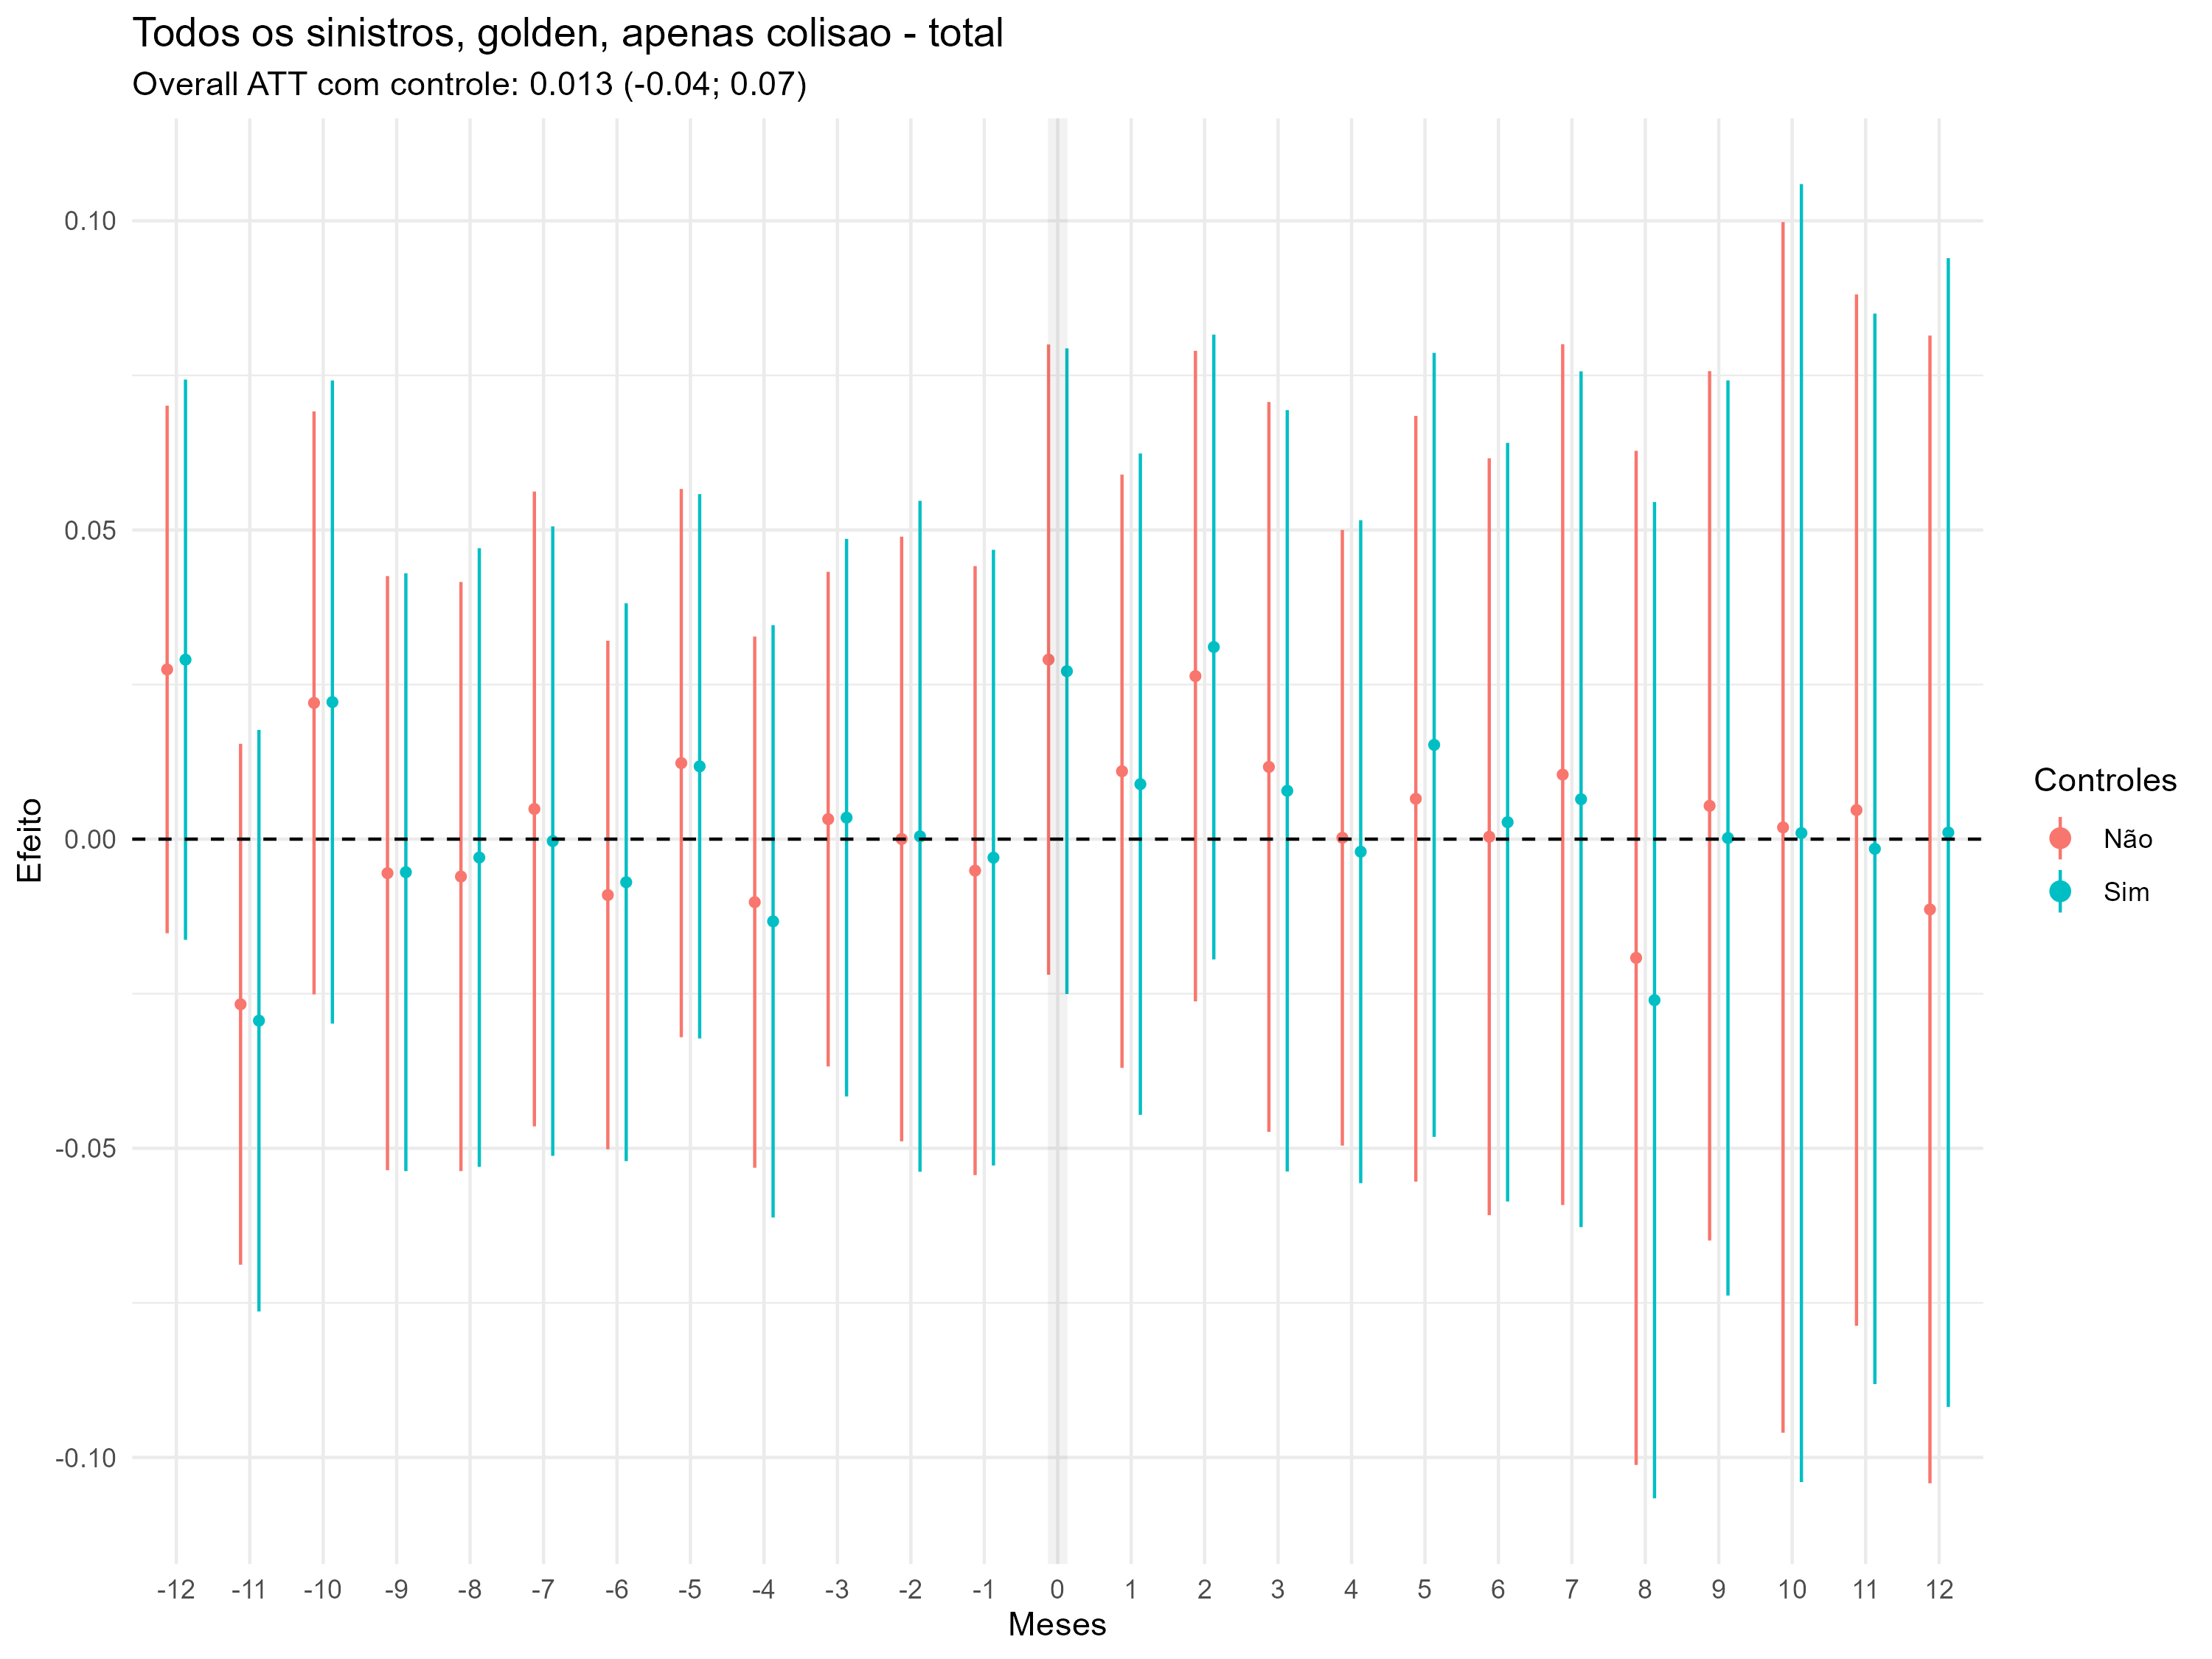 Todos os sinistros, golden, apenas colisao - total
Overall ATT com controle: 0.013 (-0.04; 0.07)
0.10
0.05
0.00
-0.05
-0.10
Efeito
-12 -11 -10 -9 -8 -7 -6 -5 -4 -3 -2 -1 0 1 2 3 4 5 6 7 8 9 10 11 12
Meses
Controles
Não
Sim